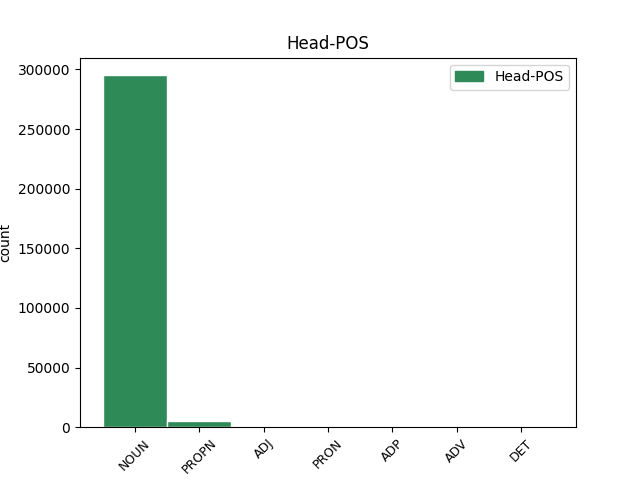 Head-POS
Head-POS
count
300000
250000
200000
150000
100000
50000
0
NOUN
PROPN
ADJ
PRON
ADP
ADV
DET